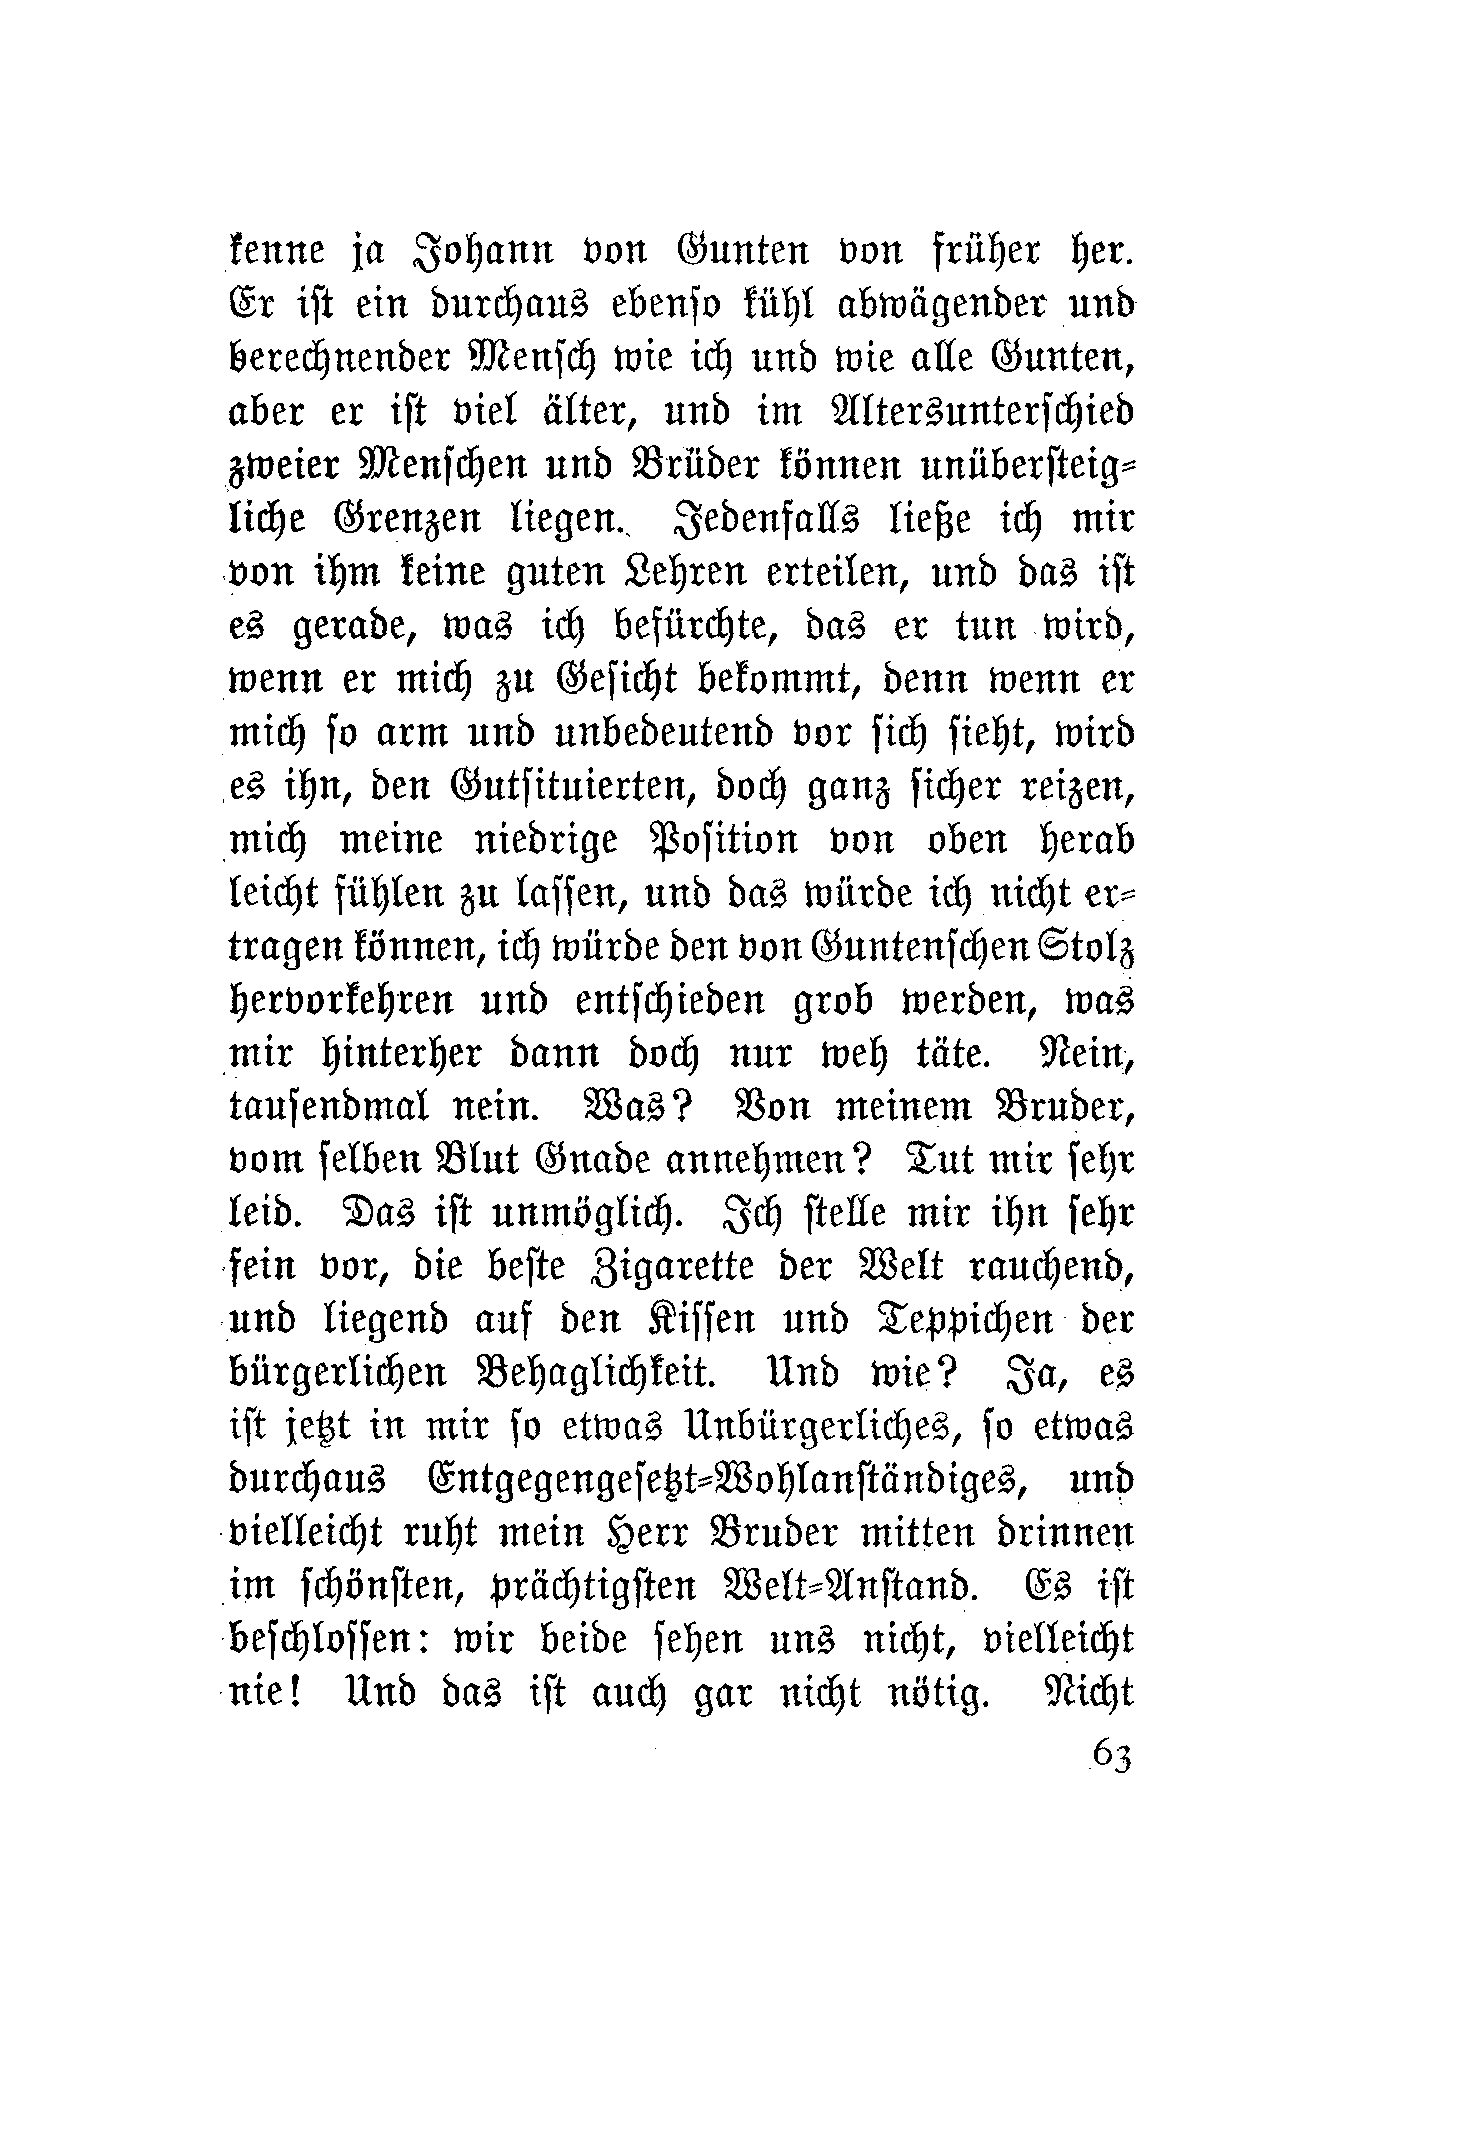 kenne ja Johann von Gunten von früher her.
Er ist ein durchaus ebenso kühl abwägender und
berechnender Mensch wie ich und wie alle Gunten,
aber er ist viel älter, und im Altersunterschied
zweier Menschen und Brüder können unübersteig-
liche Grenzen liegen. Jedenfalls ließe ich mir
von ihm keine guten Lehren erteilen, und das ist
es gerade, was ich befürchte, das er tun wird,
wenn er mich zu Gesicht bekommt, denn wenn er
mich so arm und unbedeutend vor sich sieht, wird
es ihn, den Gutsituierten, doch ganz sicher reizen,
mich meine niedrige Position von oben herab
leicht fühlen zu lassen, und das würde ich nicht er-
tragen können, ich würde den von Guntenschen Stolz
hervorkehren und entschieden grob werden, was
mir hinterher dann doch nur weh täte. Nein,
tausendmal nein. Was? Von meinem Bruder,
vom selben Blut Gnade annehmen? Tut mir sehr
leid. Das ist unmöglich. Ich stelle mir ihn sehr
fein vor, die beste Zigarette der Welt rauchend,
und liegend auf den Kissen und Teppichen der
bürgerlichen Behaglichkeit. Und wie? Ja, es
ist jetzt in mir so etwas Unbürgerliches, so etwas
durchaus Entgegengesetzt-Wohlanständiges, und
vielleicht ruht mein Herr Bruder mitten drinnen
im schönsten, prächtigsten Welt-Anstand. Es ist
beschlossen: wir beide sehen uns nicht, vielleicht
nie! Und das ist auch gar nicht nötig. Nicht
63